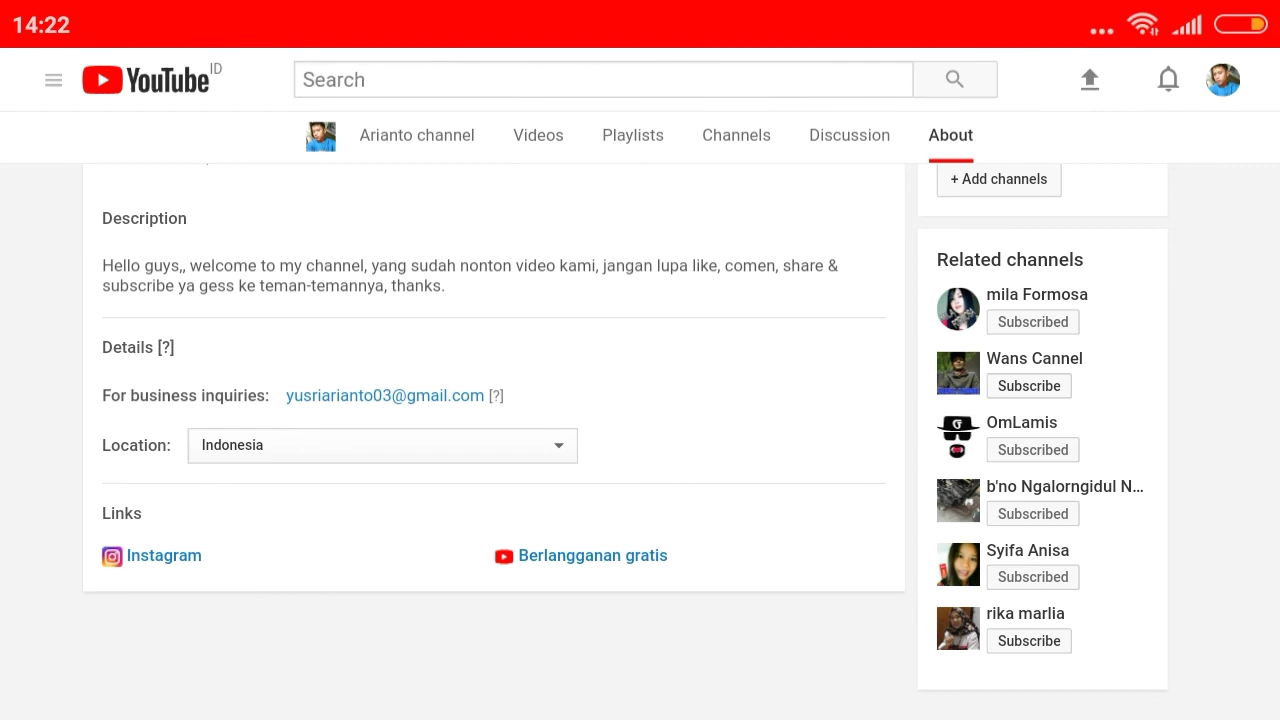 14:22
YouTube ID
Search
Arianto channel Videos Playlists Channels Discussion About
+ Add channels
Description
Hello guys,, welcome to my channel, yang sudah nonton video kami, jangan lupa like, comen, share &
subscribe ya gess ke teman-temannya, thanks.
Details [?]
For business inquiries: yusriarianto03@gmail.com [?]
Location: Indonesia
Links
Instagram Berlangganan gratis
Related channels
mila Formosa
Subscribed
Wans Cannel
Subscribe
OmLamis
Subscribed
b'no Ngalorngidul N...
Subscribed
Syifa Anisa
Subscribed
rika marlia
Subscribe